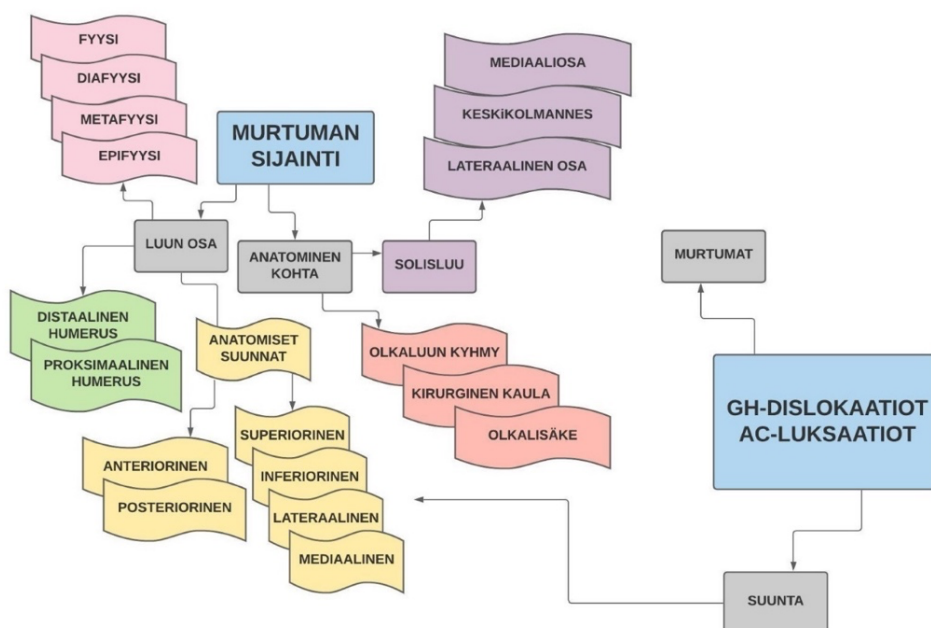 FYYSI
DIAFYYSI
METAFYYSI
EPIFYYSI
MURTUMAN
SIJAINTI
MEDIAALIOSA
KESKiKOLMANNES
LATERAALINEN OSA
LUUN OSA
ANATOMINEN
KOHTA
SOLISLUU
MURTUMAT
DISTAALINEN
HUMERUS
PROKSIMAALINEN
HUMERUS
ANATOMISET
SUUNNAT
OLKALUUN KYHMY
KIRURGINEN KAULA
OLKALISÄKE
GH-DISLOKAATIOT
AC-LUKSAATIOT
ANTERIORINEN
POSTERIORINEN
SUPERIORINEN
INFERIORINEN
LATERAALINEN
MEDIAALINEN
SUUNTA